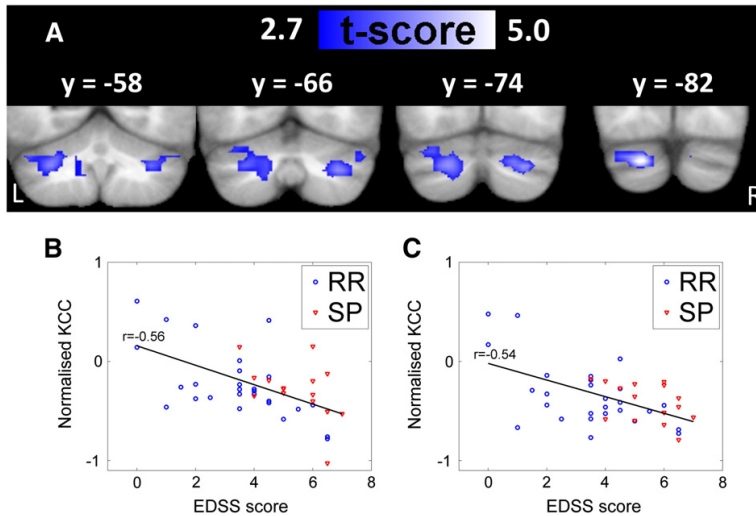 A
2.7 t-score 5.0
y = -58 y = -66 y = -74 y = -82
L R
B
1
0
-1
Normalised KCC
r=-0.56
RR
SP
0 2 4 6 8
EDSS score
C
1
0
-1
Normalised KCC
r=-0.54
RR
SP
0 2 4 6 8
EDSS score